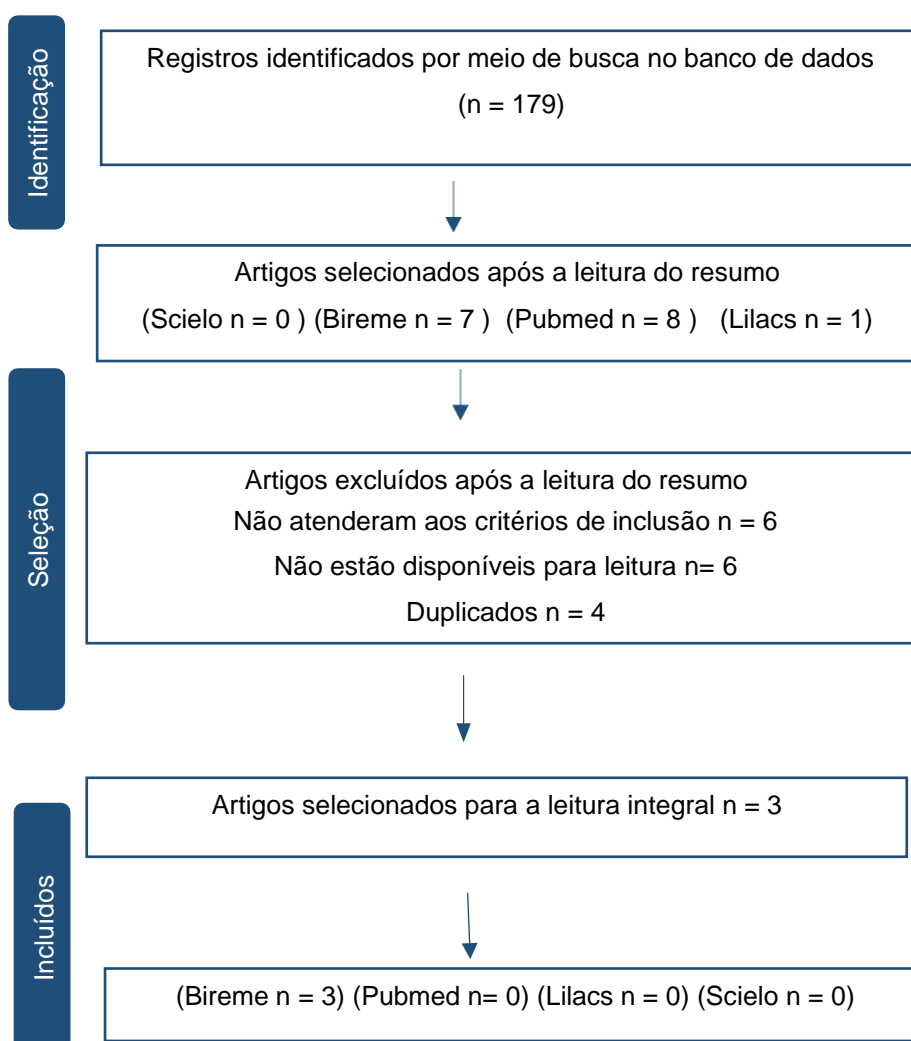 Identificação
Registros identificados por meio de busca no banco de dados
(n = 179)
Artigos selecionados após a leitura do resumo
(Scielo n = 0 ) (Bireme n = 7 ) (Pubmed n = 8 ) (Lilacs n = 1)
Seleção
Artigos excluídos após a leitura do resumo
Não atenderam aos critérios de inclusão n = 6
Não estão disponíveis para leitura n= 6
Duplicados n = 4
Artigos selecionados para a leitura integral n = 3
Incluídos
(Bireme n = 3) (Pubmed n= 0) (Lilacs n = 0) (Scielo n = 0)